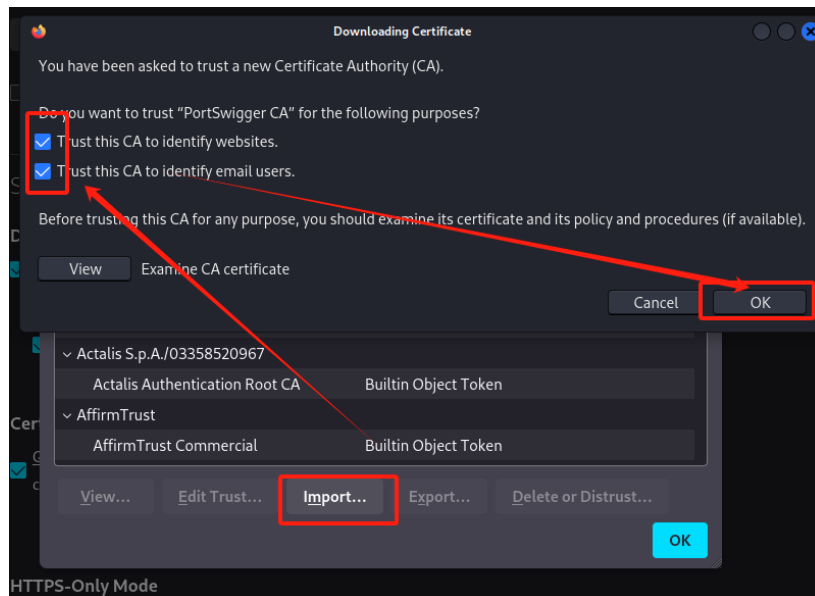 Downloading Certificate
You have been asked to trust a new Certificate Authority (CA).
Do you want to trust “PortSwigger CA” for the following purposes?
Trust this CA to identify websites.
Trust this CA to identify email users.
Before trusting this CA for any purpose, you should examine its certificate and its policy and procedures (if available).
View Examine CA certificate
Cancel OK
Actalis S.p.A./03358520967
Actalis Authentication Root CA Builtin Object Token
AffirmTrust
AffirmTrust Commercial Builtin Object Token
View... Edit Trust... Import... Export... Delete or Distrust...
OK
HTTPS-Only Mode